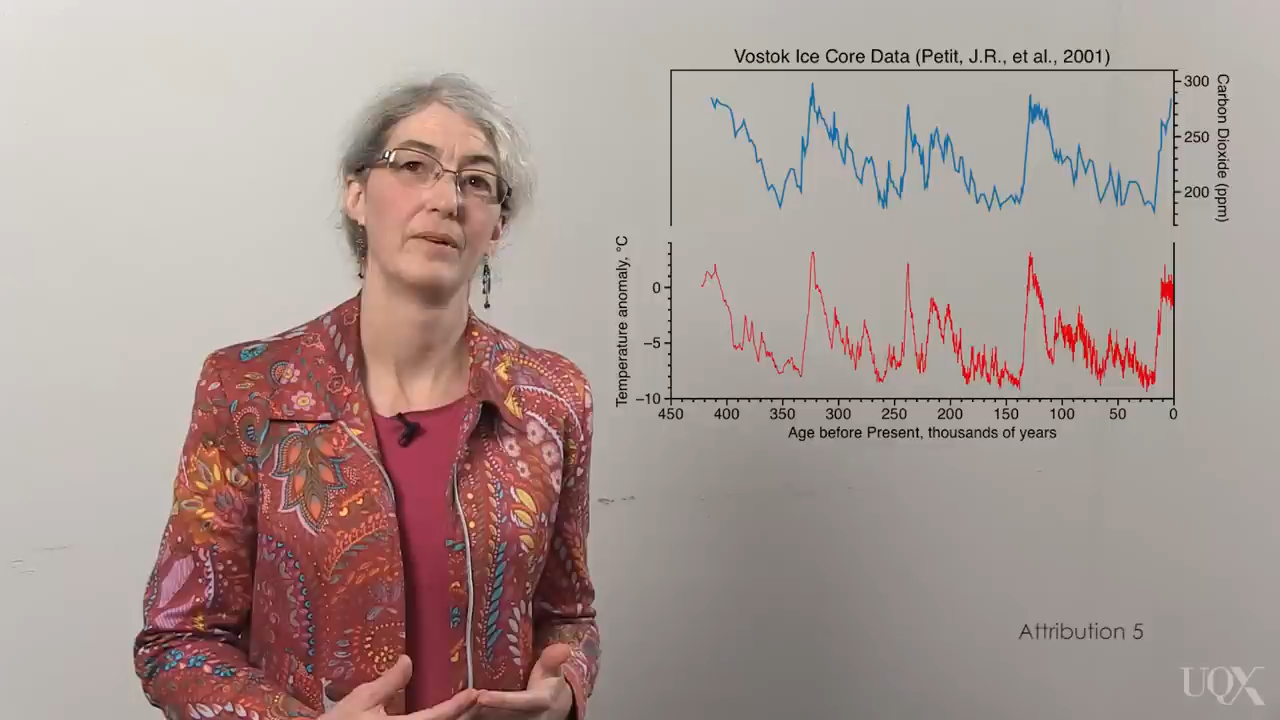 Vostok Ice Core Data (Petit, J.R., et al., 2001)
300
250
200
Carbon Dioxide (ppm)
Temperature anomaly, °C
0
−5
−10
450 400 350 300 250 200 150 100 50 0
Age before Present, thousands of years
Attribution 5
UQX